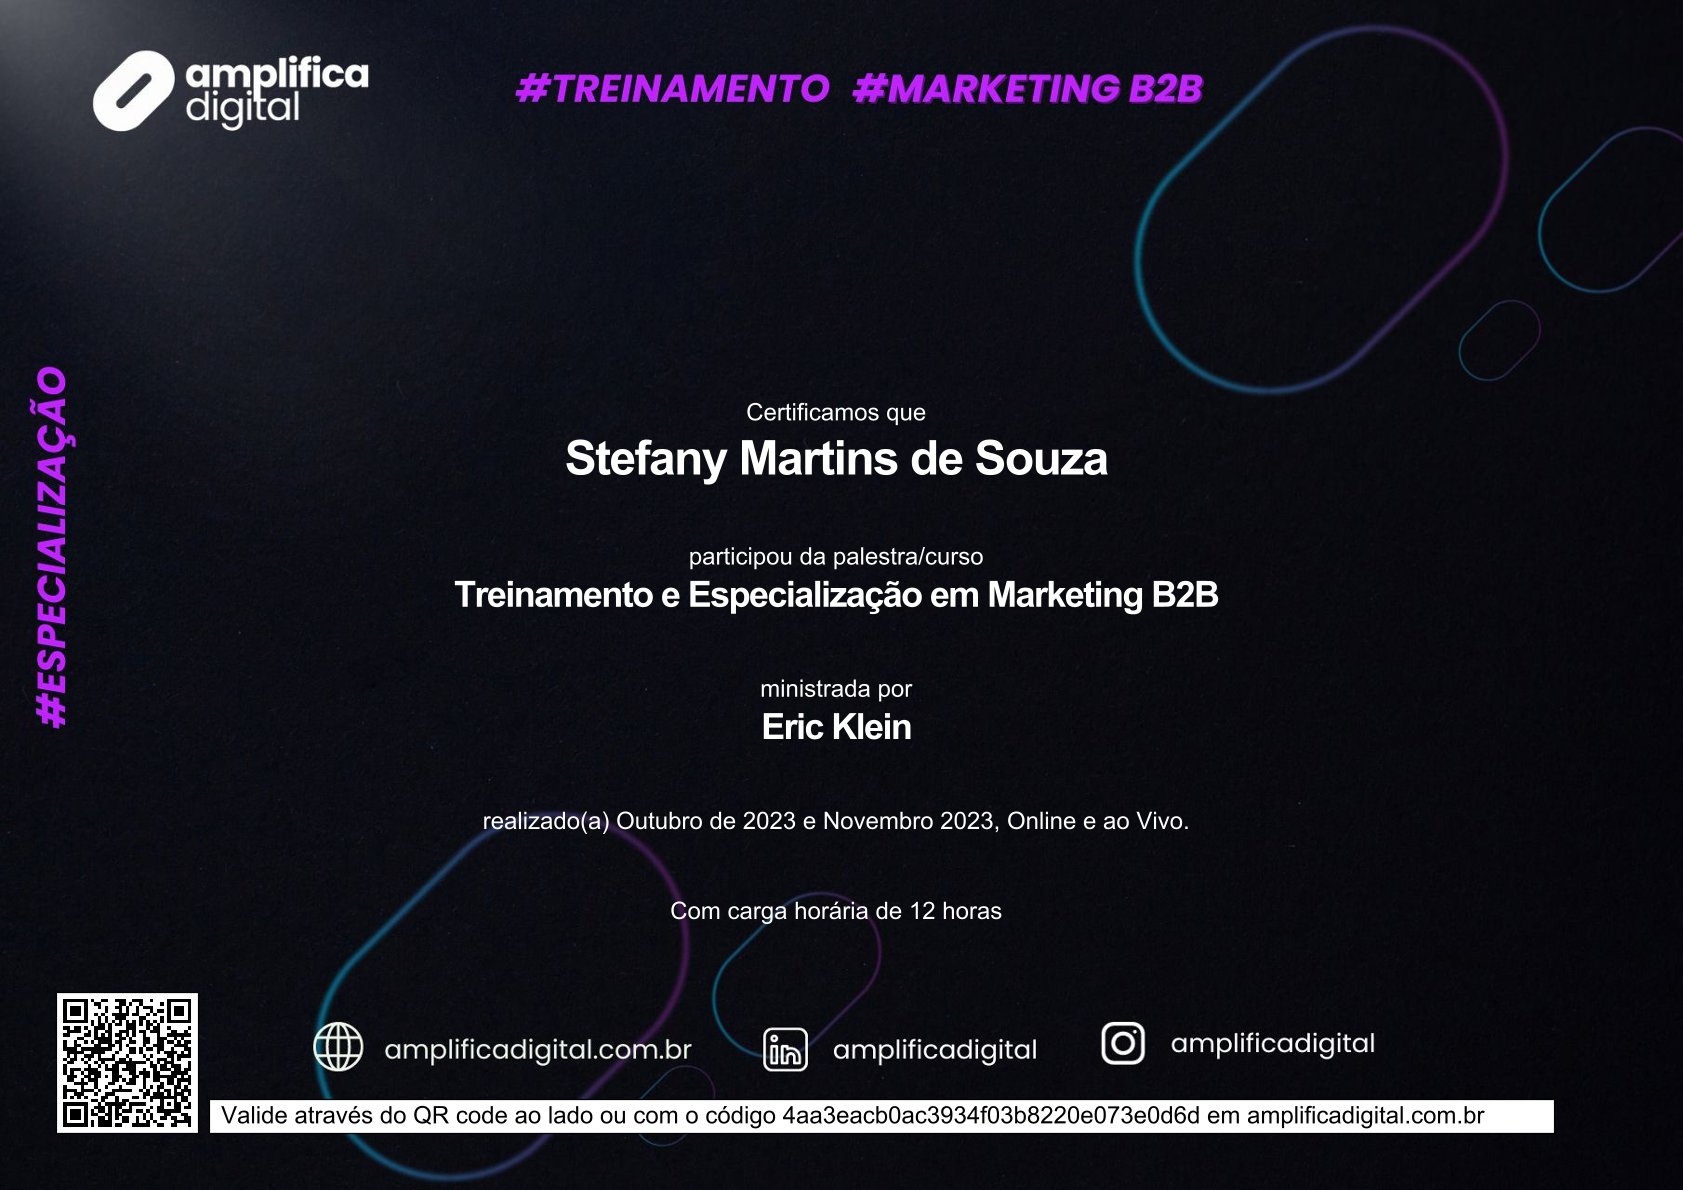 amplifica
digital
#TREINAMENTO #MARKETING B2B
#ESPECIALIZAÇÃO
Certificamos que
Stefany Martins de Souza
participou da palestra/curso
Treinamento e Especialização em Marketing B2B
ministrada por
Eric Klein
realizado(a) Outubro de 2023 e Novembro 2023, Online e ao Vivo.
Com carga horária de 12 horas
amplificadigital.com.br
amplificadigital
amplificadigital
Valide através do QR code ao lado ou com o código 4aa3eacb0ac3934f03b8220e073e0d6d em amplificadigital.com.br